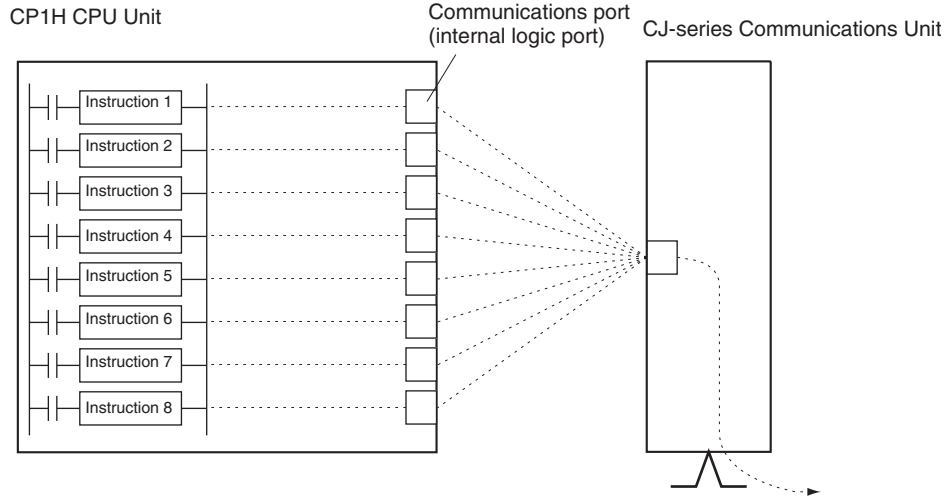 CP1H CPU Unit
Communications port
(internal logic port)
CJ-series Communications Unit
Instruction 1
Instruction 2
Instruction 3
Instruction 4
Instruction 5
Instruction 6
Instruction 7
Instruction 8